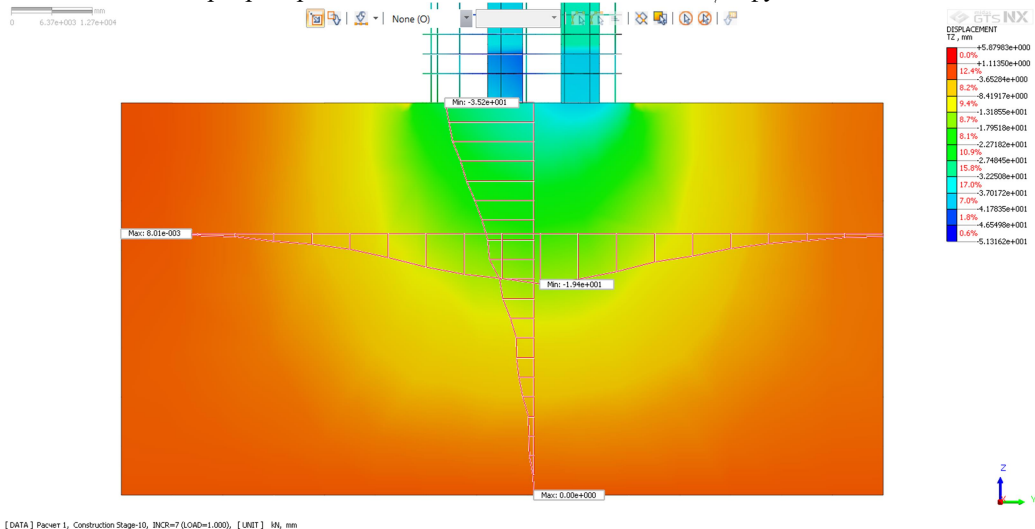 mm
0 6.37e+003 1.27e+004
None (O)
GTS NX
DISPLACEMENT
TZ , mm
+5.87983e+000
0.0%
+1.11350e+000
12.4%
-3.65284e+000
8.2%
-8.41917e+000
9.4%
-1.31855e+001
8.7%
-1.79518e+001
8.1%
-2.27182e+001
10.9%
-2.74845e+001
15.8%
-3.22508e+001
17.0%
-3.70172e+001
7.0%
-4.17835e+001
1.8%
-4.65498e+001
0.6%
-5.13162e+001
Min: -3.52e+001
Max: 8.01e-003
Min: -1.94e+001
Max: 0.00e+000
Z
Y
[ DATA ] Расчет 1, Construction Stage-10, INCR=7 (LOAD=1.000), [ UNIT ] kN, mm